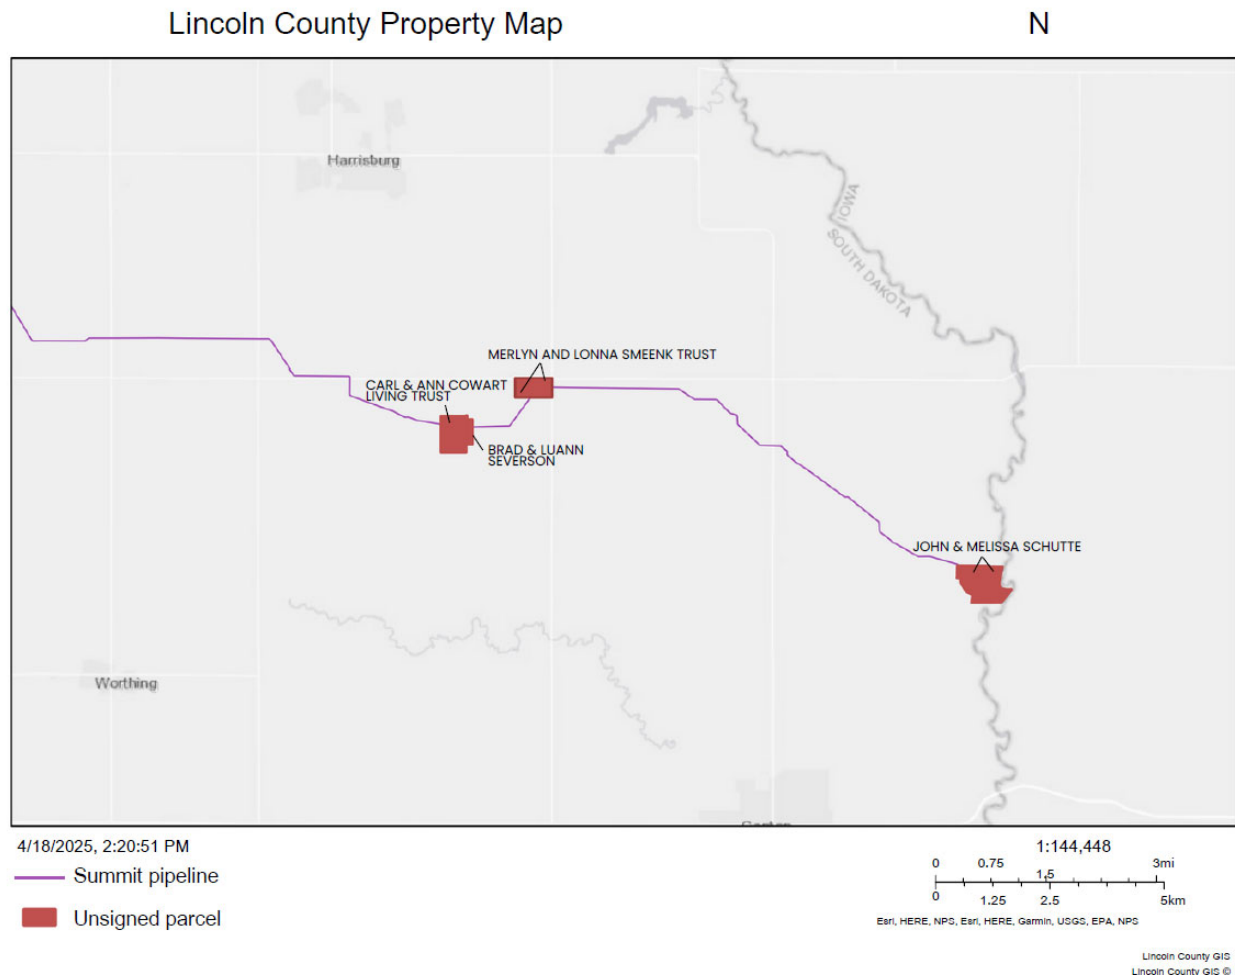 Lincoln County Property Map
N
Harrisburg
IOWA
SOUTH DAKOTA
MERLYN AND LONNA SMEENK TRUST
CARL & ANN COWART
LIVING TRUST
BRAD & LUANN
SEVERSON
JOHN & MELISSA SCHUTTE
Worthing
4/18/2025, 2:20:51 PM
Summit pipeline
Unsigned parcel
1:144,448
0 0.75 1.5 3mi
0 1.25 2.5 5km
Esri, HERE, NPS, Esri, HERE, Garmin, USGS, EPA, NPS
Lincoln County GIS
Lincoln County GIS ©